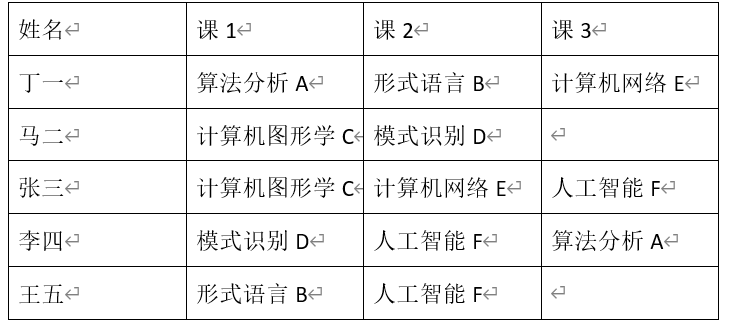 姓名 课 1 课 2 课 3
丁一 算法分析 A 形式语言 B 计算机网络 E
马二 计算机图形学 C 模式识别 D
张三 计算机图形学 C 计算机网络 E 人工智能 F
李四 模式识别 D 人工智能 F 算法分析 A
王五 形式语言 B 人工智能 F